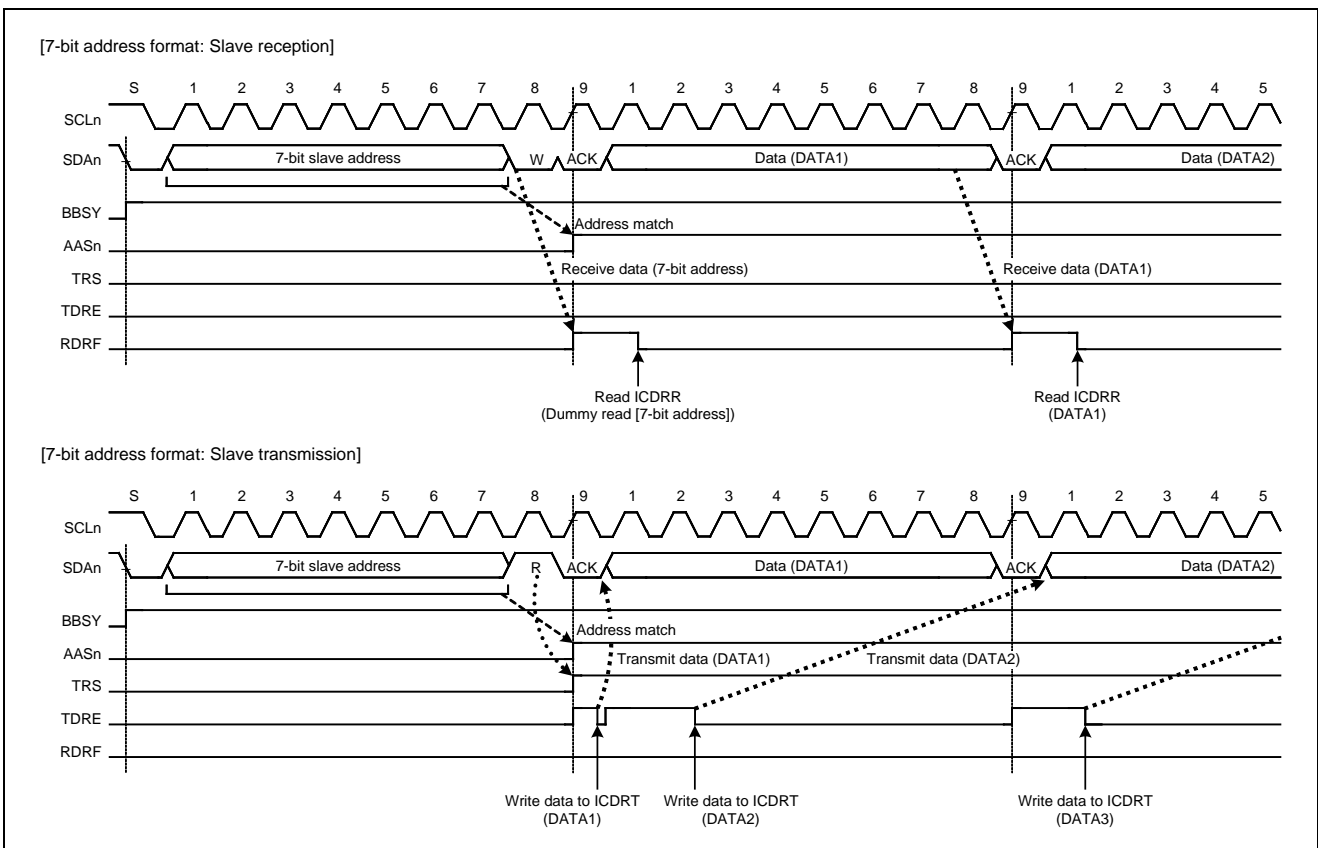 [7-bit address format: Slave reception]
S 1 2 3 4 5 6 7 8 9 1 2 3 4 5 6 7 8 9 1 2 3 4 5
SCLn
SDAn 7-bit slave address W ACK Data (DATA1) ACK Data (DATA2)
BBSY
Address match
AASn
TRS Receive data (7-bit address) Receive data (DATA1)
TDRE
RDRF
Read ICDRR Read ICDRR
(Dummy read [7-bit address]) (DATA1)
[7-bit address format: Slave transmission]
S 1 2 3 4 5 6 7 8 9 1 2 3 4 5 6 7 8 9 1 2 3 4 5
SCLn
SDAn 7-bit slave address R ACK Data (DATA1) ACK Data (DATA2)
BBSY
Address match
AASn Transmit data (DATA1) Transmit data (DATA2)
TRS
TDRE
RDRF
Write data to ICDRT Write data to ICDRT Write data to ICDRT
(DATA1) (DATA2) (DATA3)